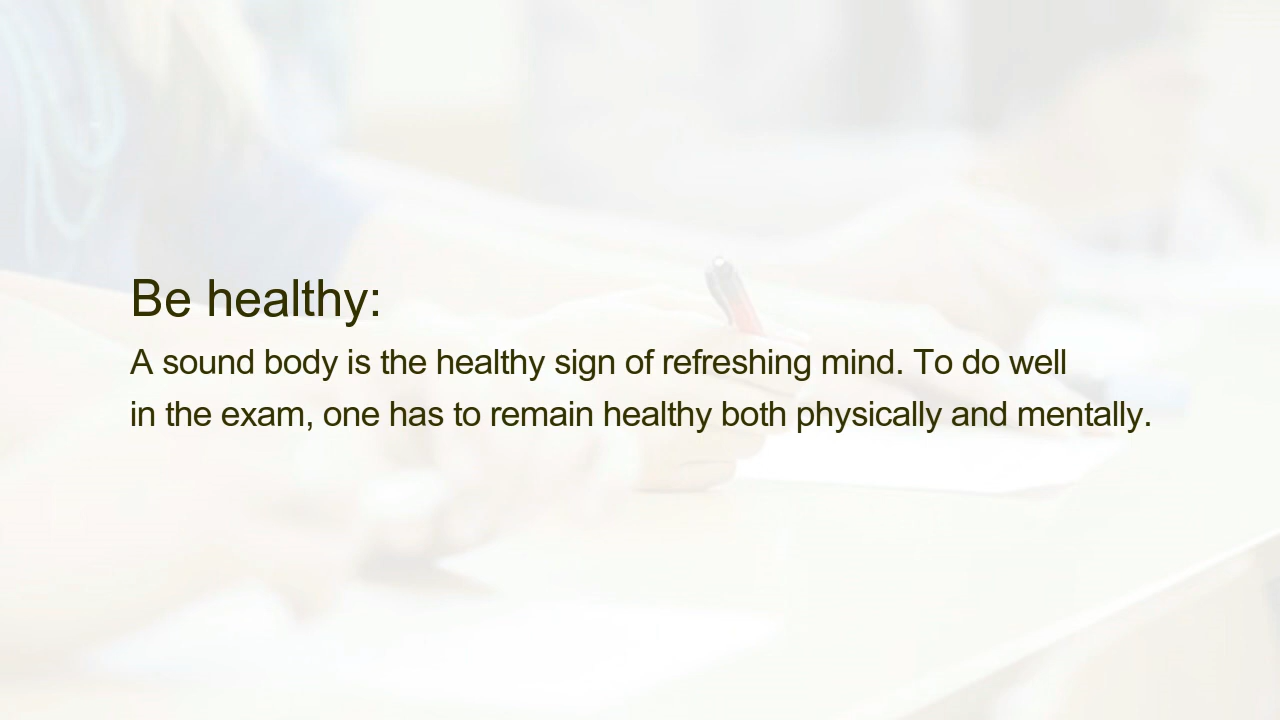 Be healthy:
A sound body is the healthy sign of refreshing mind. To do well
in the exam, one has to remain healthy both physically and mentally.